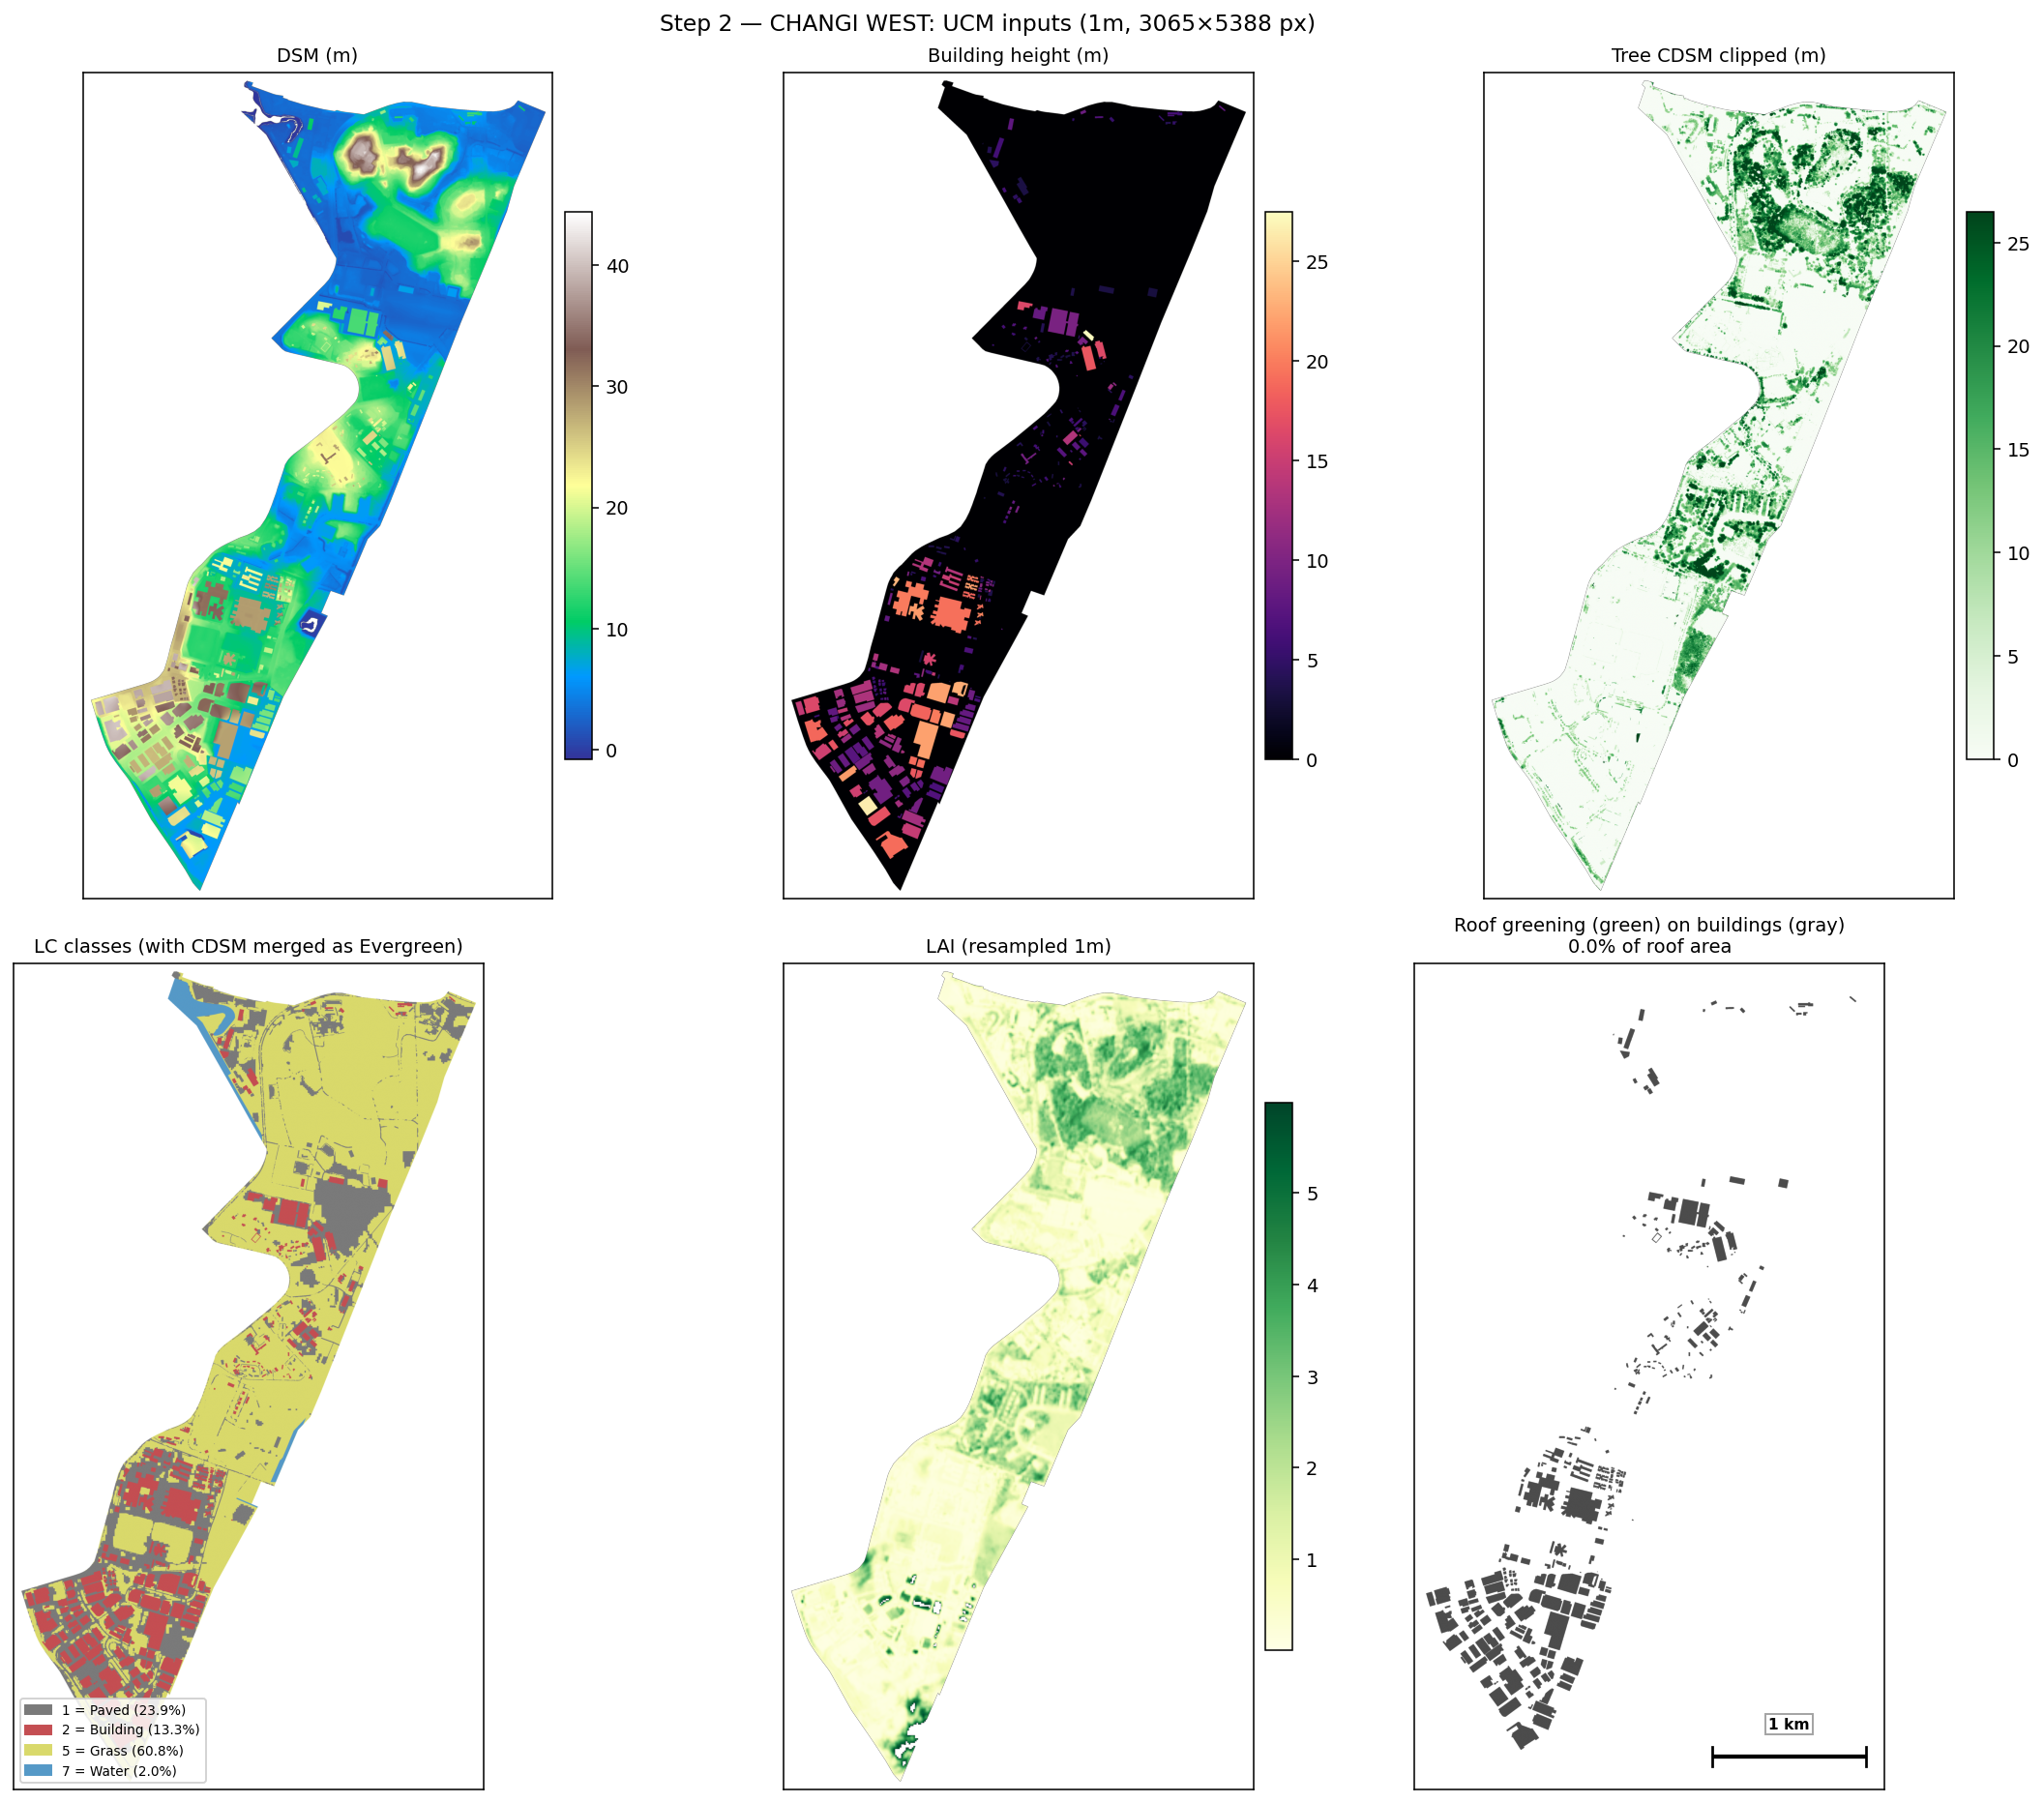 Step 2 — CHANGI WEST: UCM inputs (1m, 3065×5388 px)
DSM (m)
40
30
20
10
0
Building height (m)
25
20
15
10
5
0
Tree CDSM clipped (m)
25
20
15
10
5
0
LC classes (with CDSM merged as Evergreen)
1 = Paved (23.9%)
2 = Building (13.3%)
5 = Grass (60.8%)
7 = Water (2.0%)
LAI (resampled 1m)
5
4
3
2
1
Roof greening (green) on buildings (gray)
0.0% of roof area
1 km